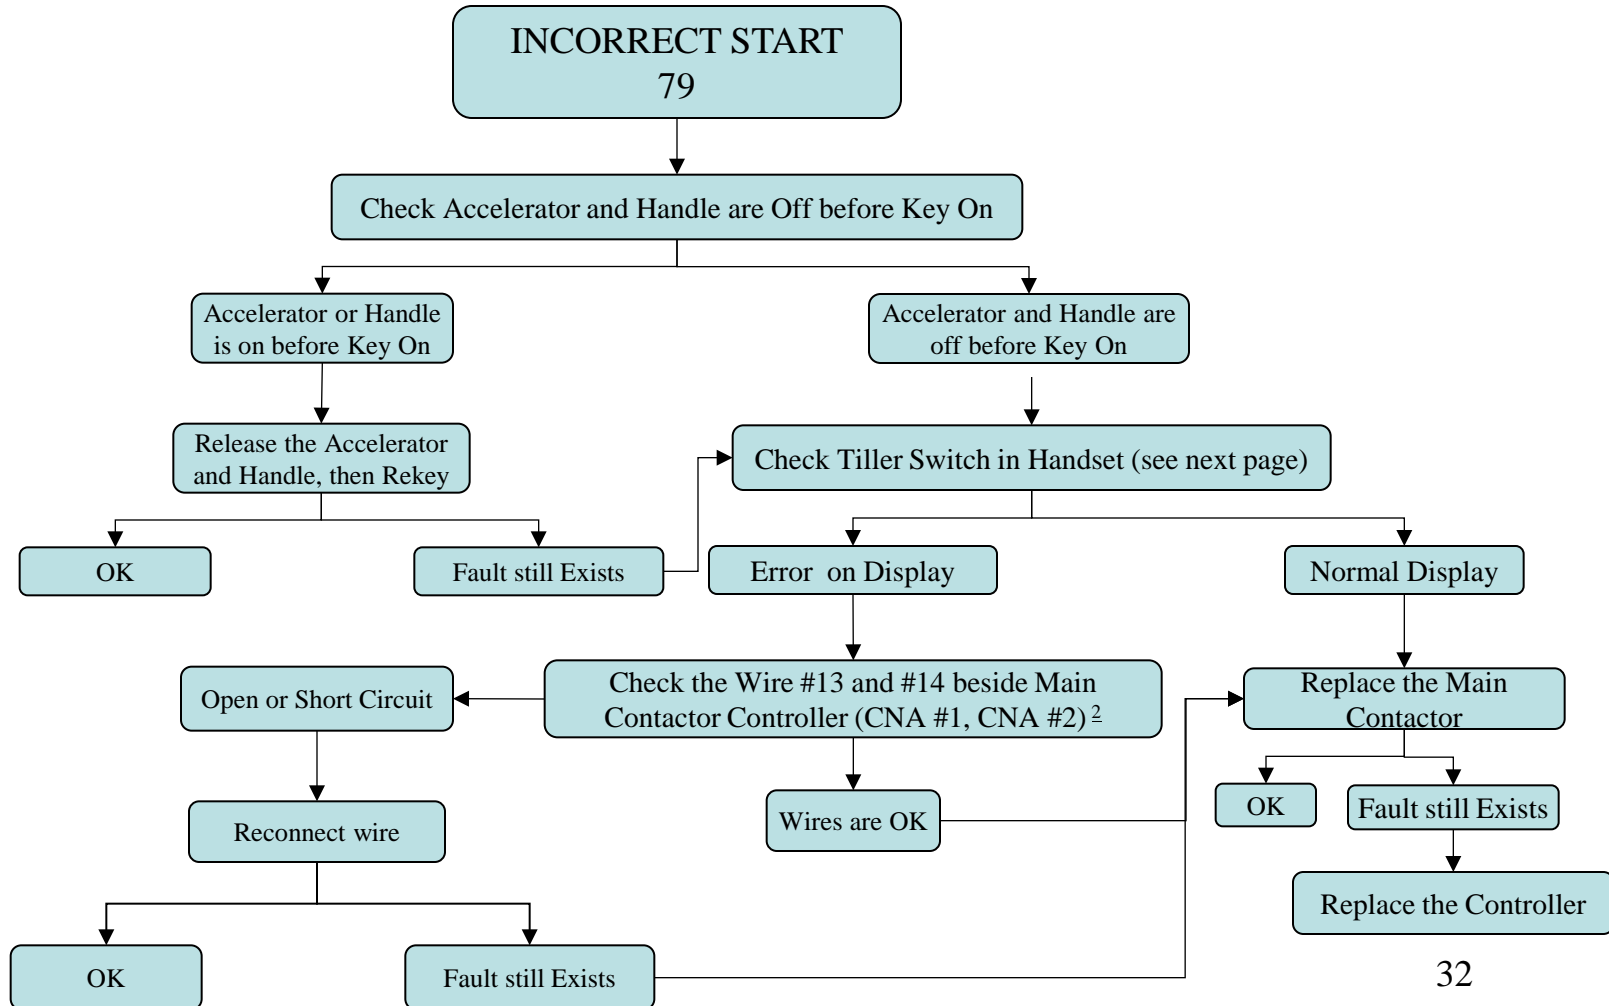 INCORRECT START
79
Check Accelerator and Handle are Off before Key On
Accelerator or Handle
is on before Key On
Accelerator and Handle are
off before Key On
Release the Accelerator
and Handle, then Rekey
Check Tiller Switch in Handset (see next page)
OK
Fault still Exists
Error on Display
Normal Display
Open or Short Circuit
Check the Wire #13 and #14 beside Main
Contactor Controller (CNA #1, CNA #2) 2
Replace the Main
Contactor
Reconnect wire
Wires are OK
OK
Fault still Exists
Replace the Controller
OK
Fault still Exists
32